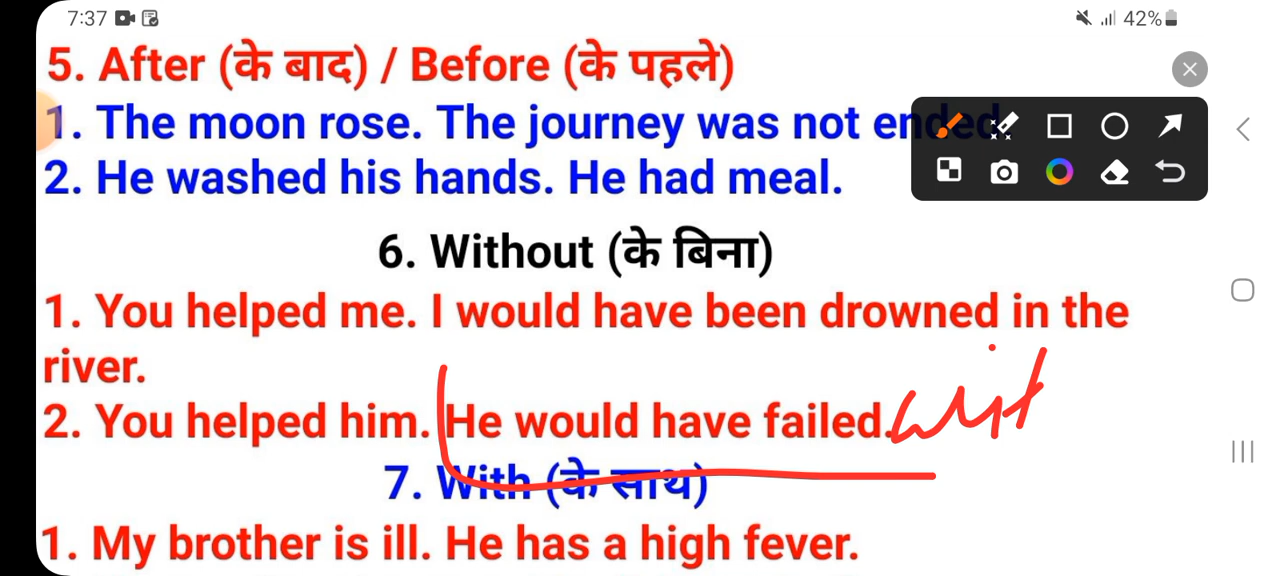 7:37 42%
5. After (के बाद) / Before (के पहले)
1. The moon rose. The journey was not ended.
2. He washed his hands. He had meal.
6. Without (के बिना)
1. You helped me. I would have been drowned in the
river.
2. You helped him. He would have failed. wit
7. With (के साथ)
1. My brother is ill. He has a high fever.